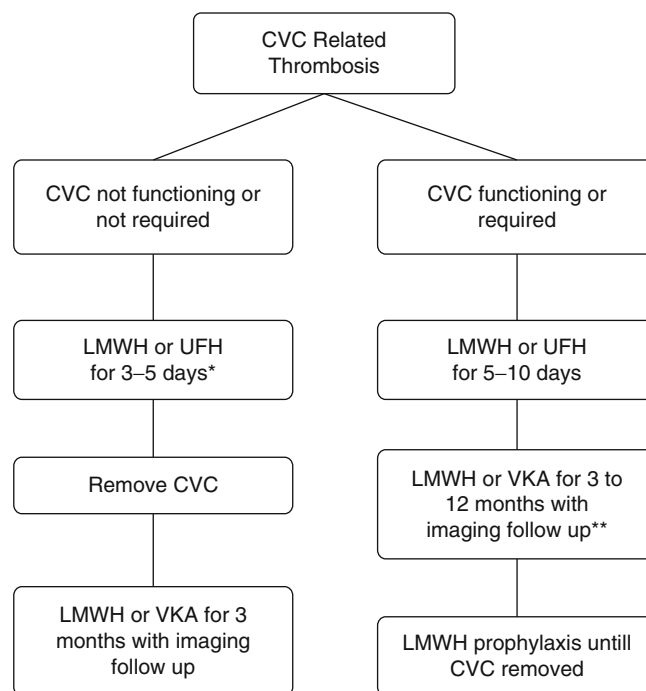 CVC Related
Thrombosis
CVC not functioning or
not required
CVC functioning or
required
LMWH or UFH
for 3–5 days*
LMWH or UFH
for 5–10 days
Remove CVC
LMWH or VKA for 3 to
12 months with
imaging follow up**
LMWH or VKA for 3
months with imaging
follow up
LMWH prophylaxis untill
CVC removed